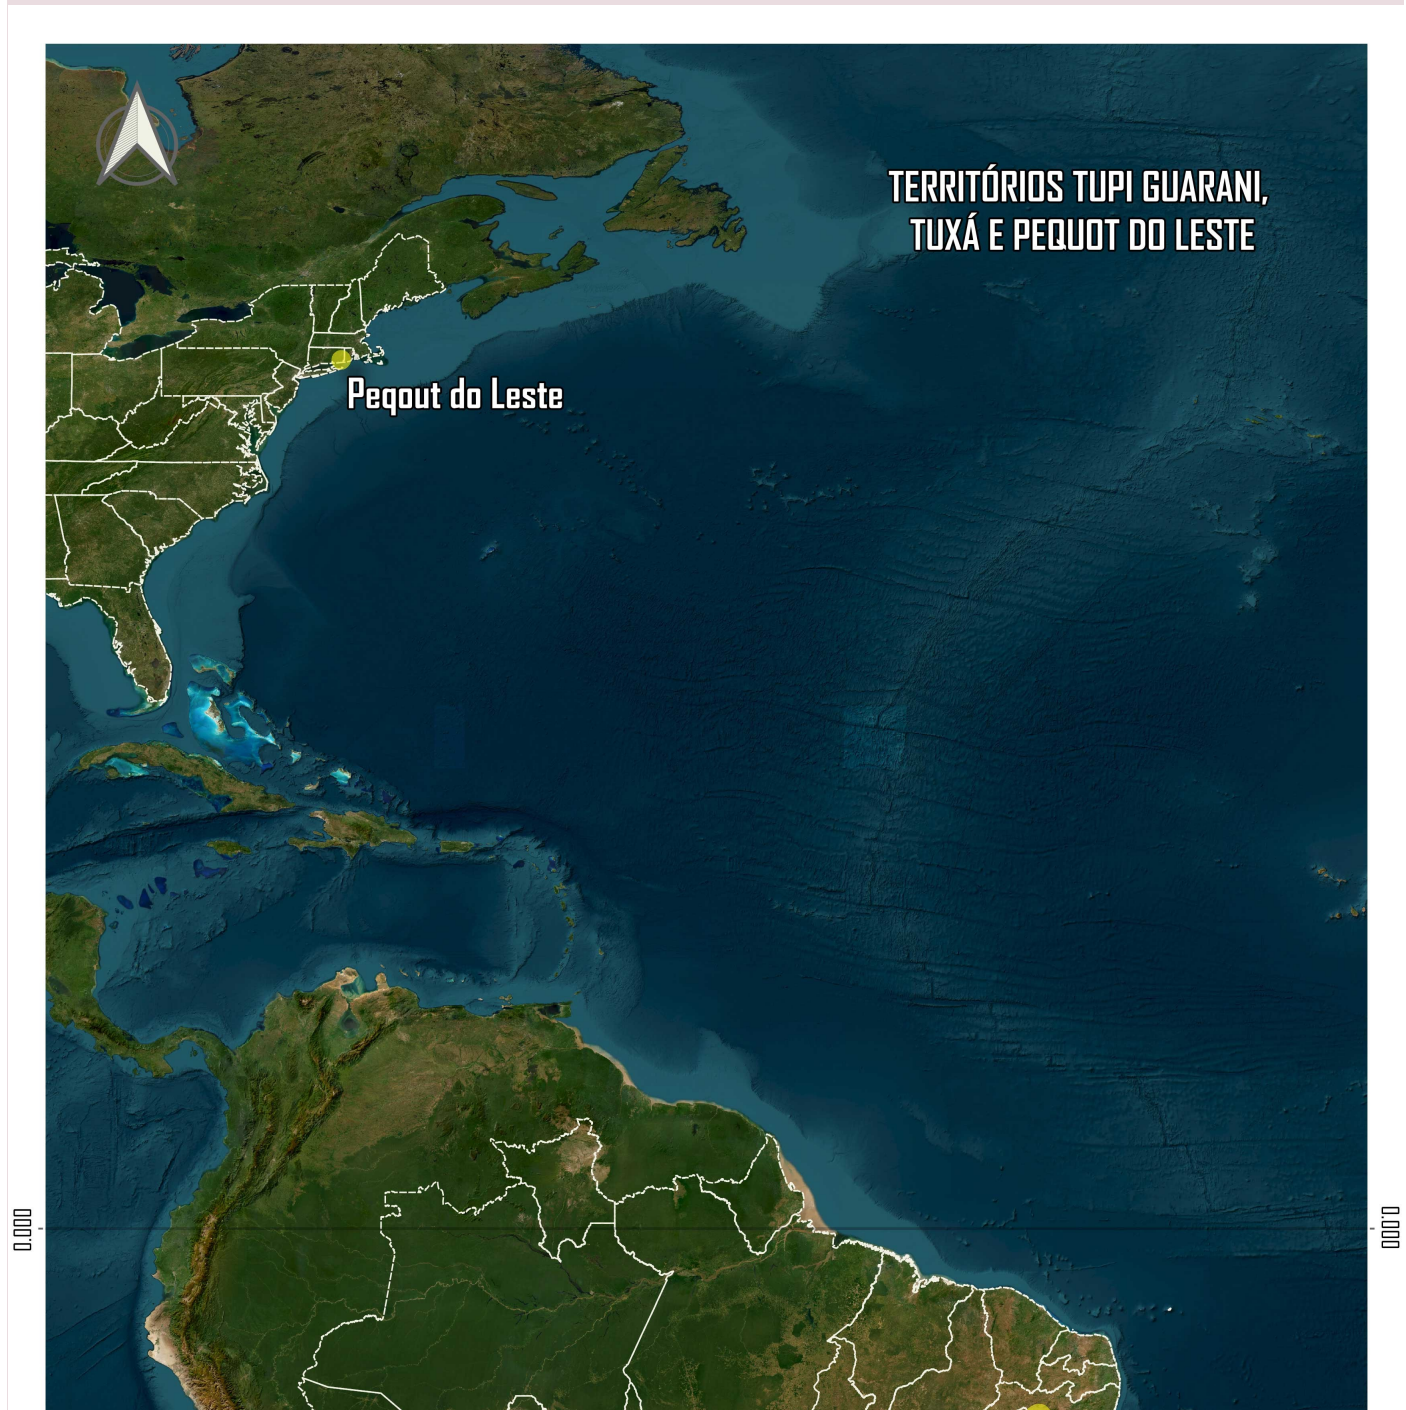 TERRITÓRIOS TUPI GUARANI,
TUXÁ E PEQUOT DO LESTE
Peqout do Leste
0.000
0.000